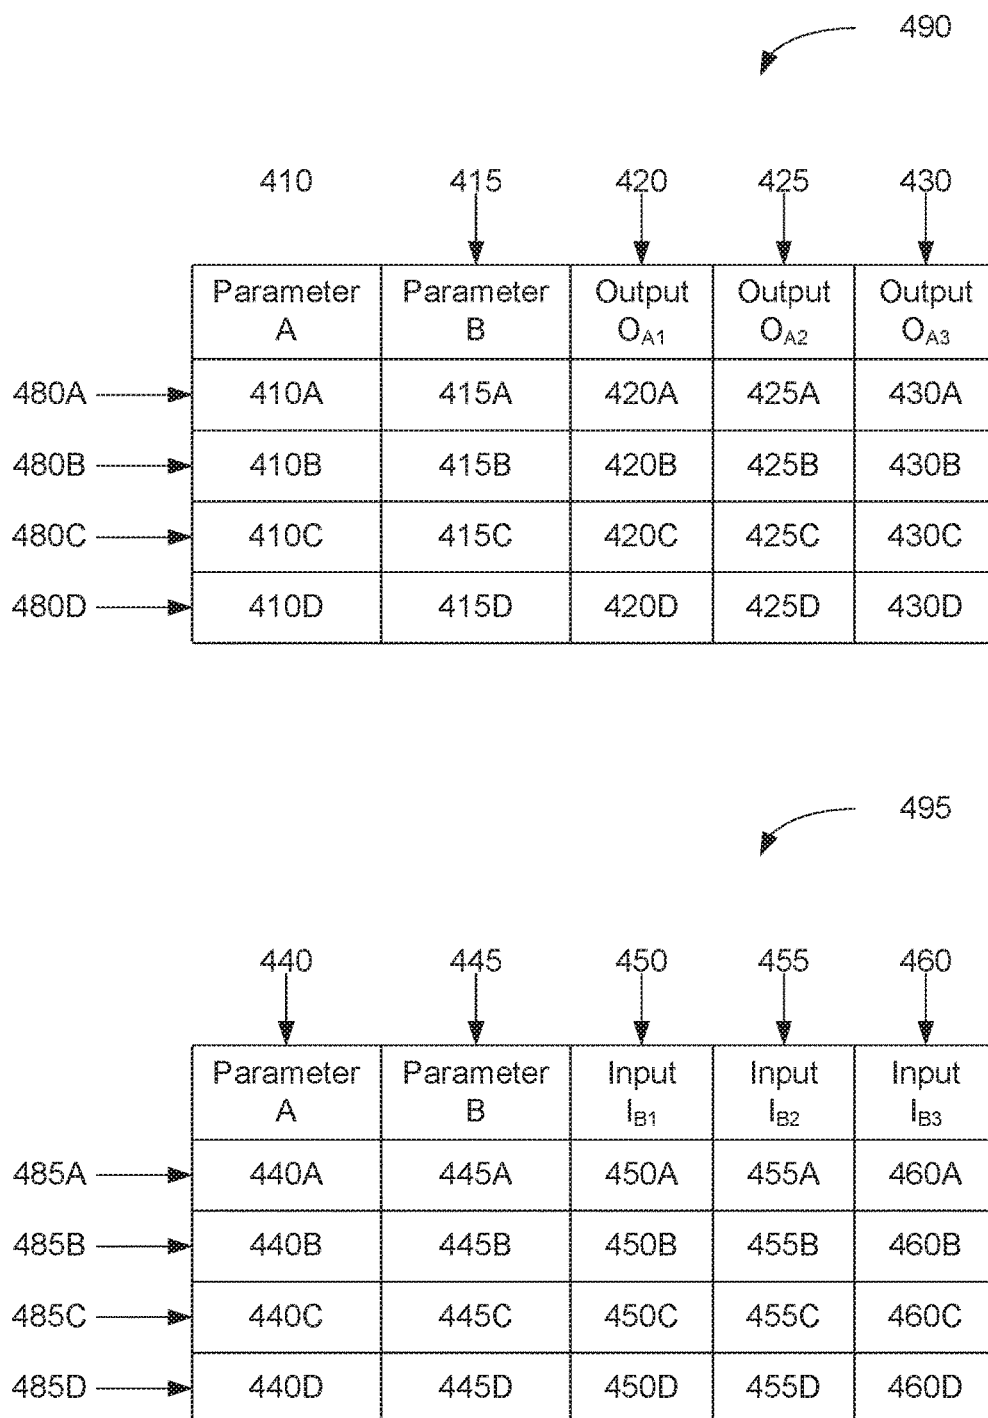 490
410 415 420 425 430
Parameter A Parameter B Output OA1 Output OA2 Output OA3
480A 410A 415A 420A 425A 430A
480B 410B 415B 420B 425B 430B
480C 410C 415C 420C 425C 430C
480D 410D 415D 420D 425D 430D
495
440 445 450 455 460
Parameter A Parameter B Input IB1 Input IB2 Input IB3
485A 440A 445A 450A 455A 460A
485B 440B 445B 450B 455B 460B
485C 440C 445C 450C 455C 460C
485D 440D 445D 450D 455D 460D